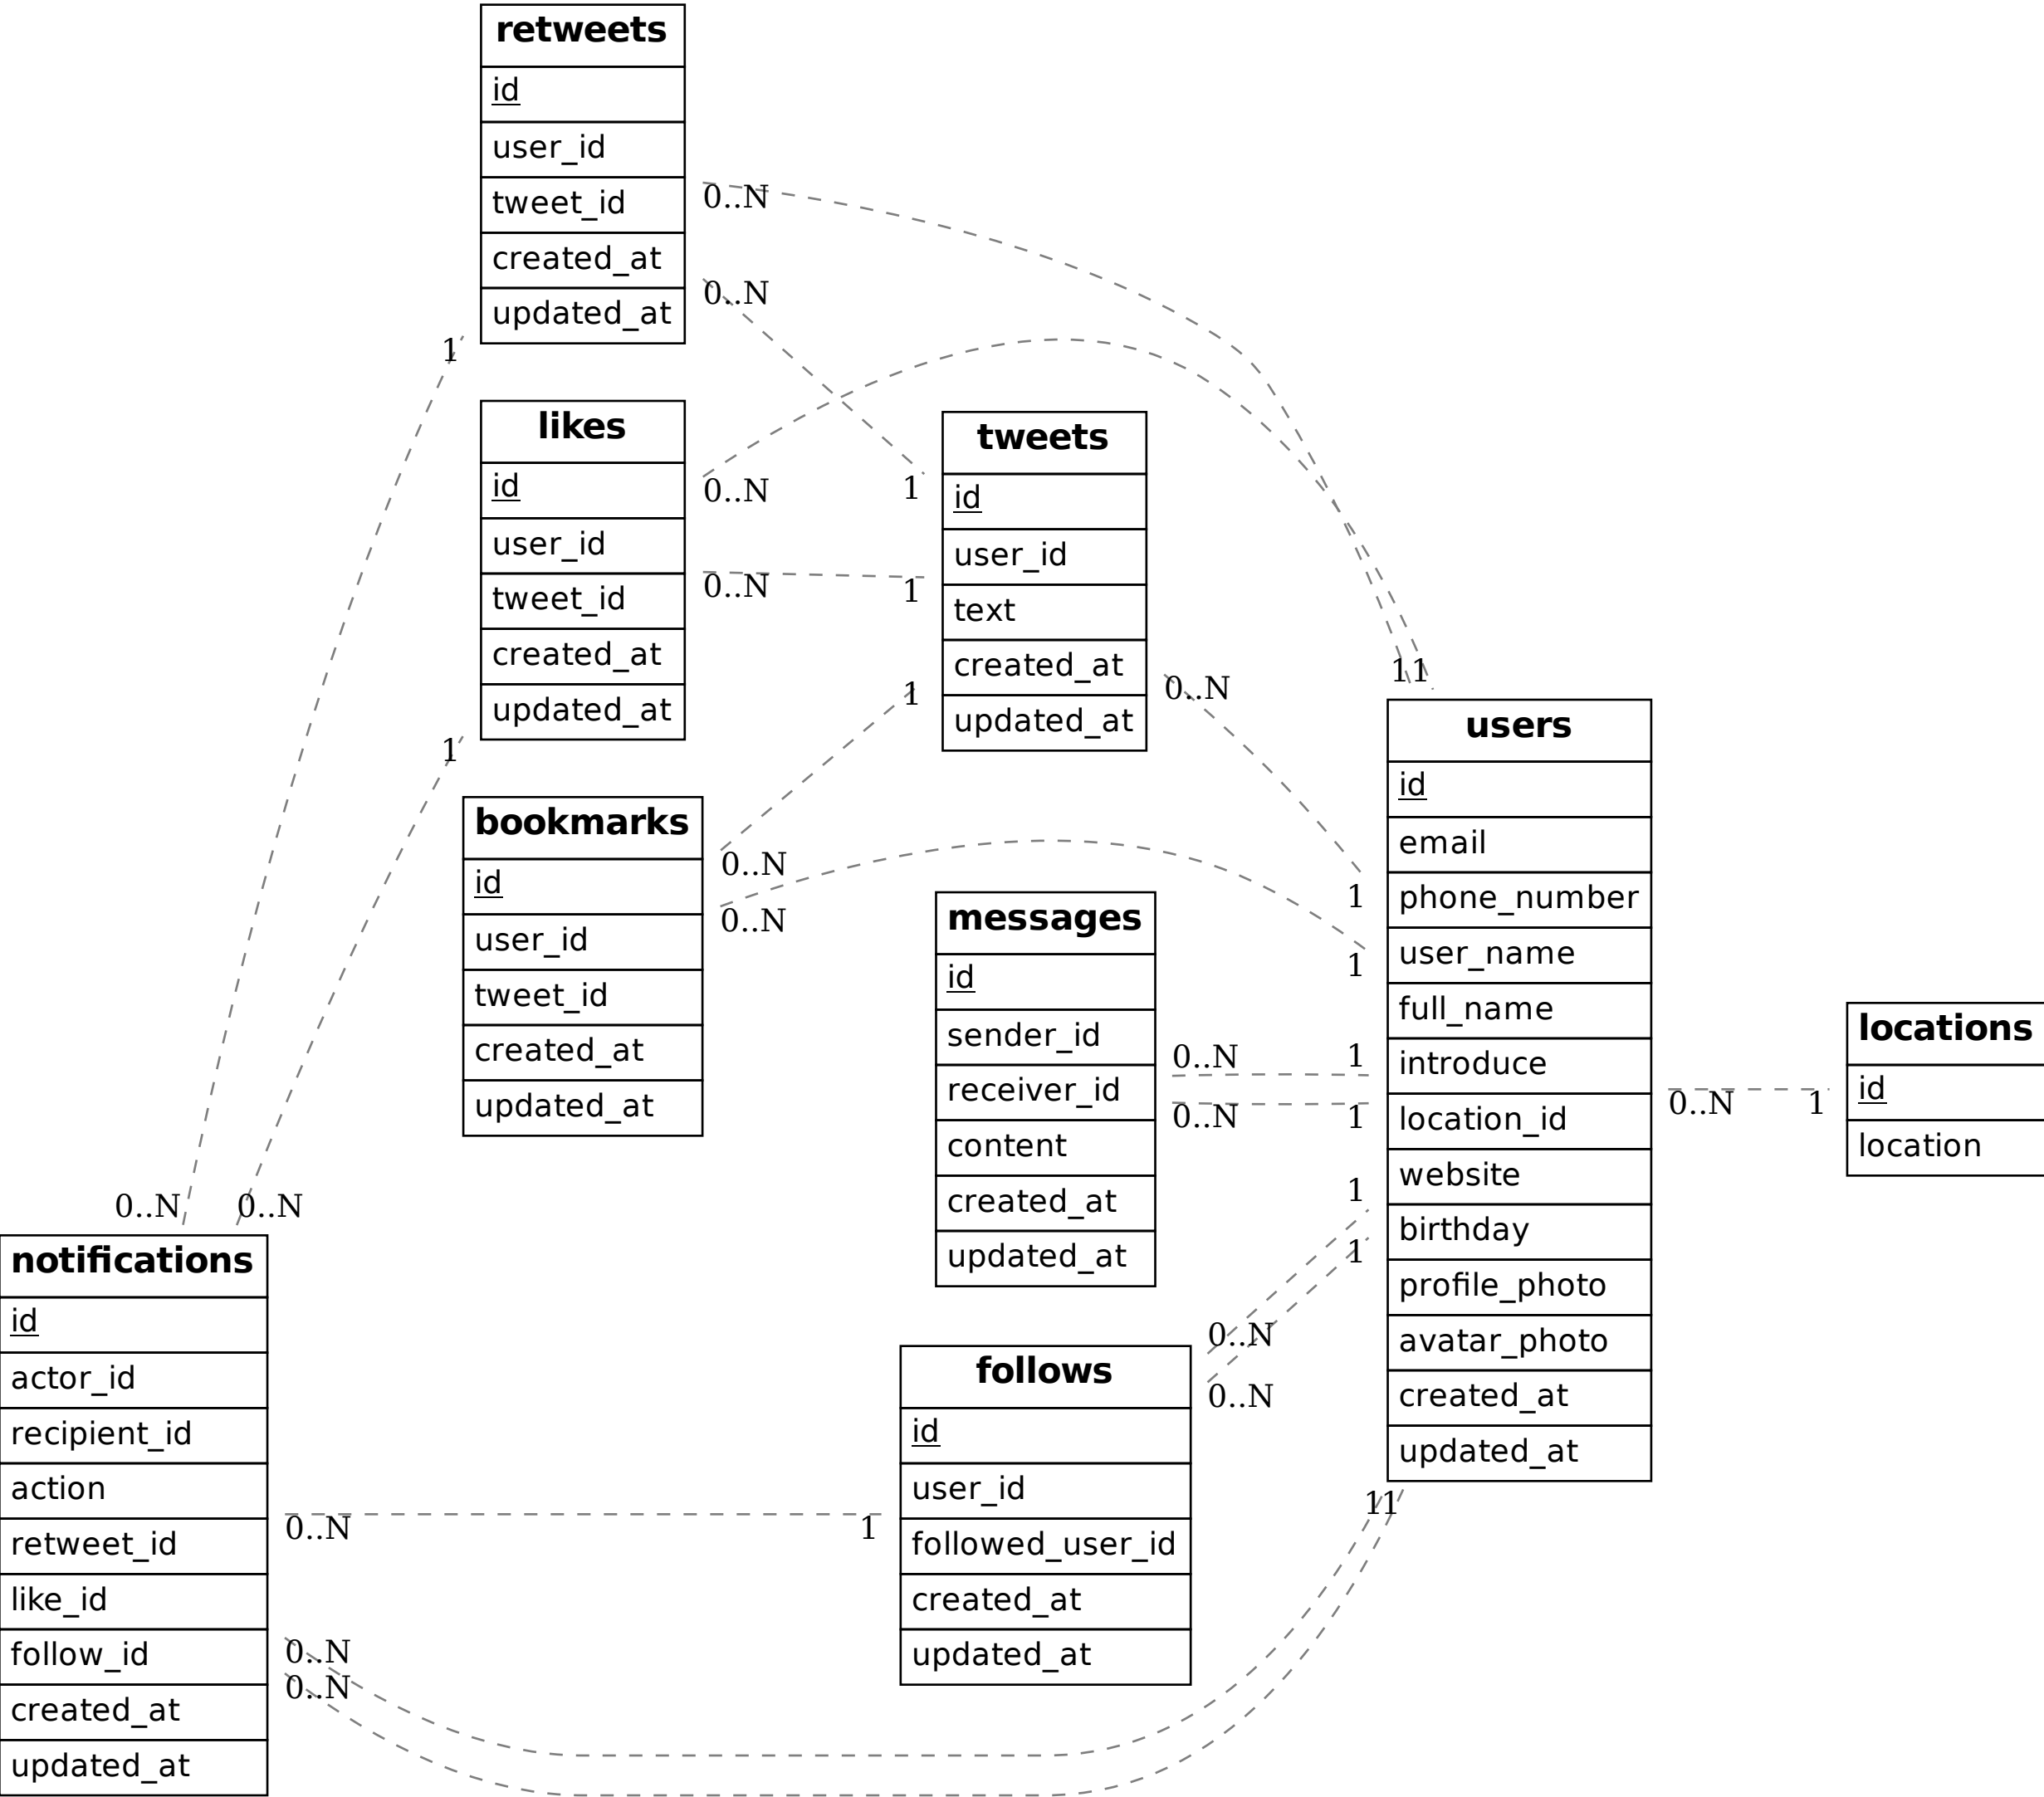 retweets
id
user_id
tweet_id
created_at
updated_at
0..N
0..N
1
likes
id
user_id
tweet_id
created_at
updated_at
0..N
0..N
1
tweets
id
user_id
text
created_at
updated_at
1
1
1
0..N
bookmarks
id
user_id
tweet_id
created_at
updated_at
0..N
0..N
messages
id
sender_id
receiver_id
content
created_at
updated_at
0..N
0..N
users
id
email
phone_number
user_name
full_name
introduce
location_id
website
birthday
profile_photo
avatar_photo
created_at
updated_at
11
1
1
1
1
1
1
11
0..N
1
locations
id
location
notifications
id
actor_id
recipient_id
action
retweet_id
like_id
follow_id
created_at
updated_at
0..N
0..N
0..N
0..N
0..N
follows
id
user_id
followed_user_id
created_at
updated_at
1
0..N
0..N